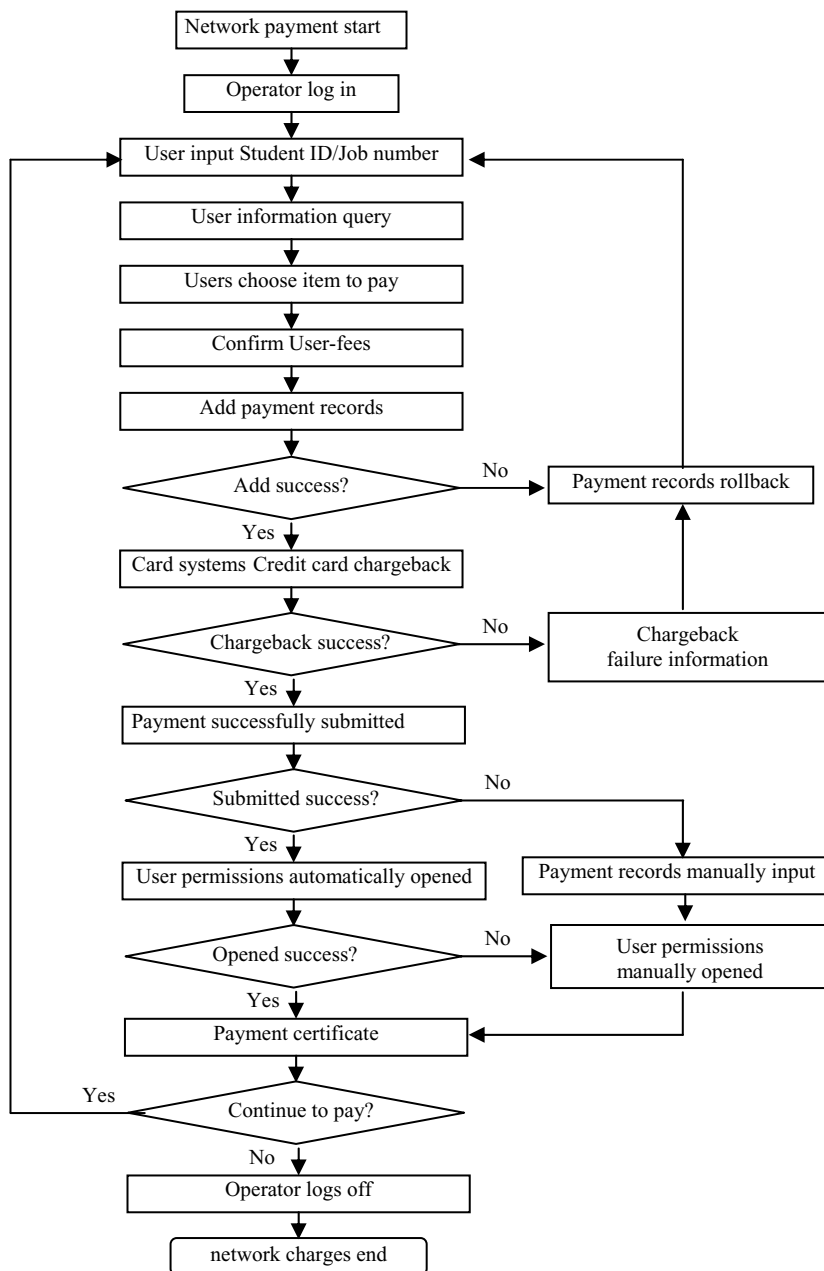 Network payment start
Operator log in
User input Student ID/Job number
User information query
Users choose item to pay
Confirm User-fees
Add payment records
Add success?
No
Payment records rollback
Yes
Card systems Credit card chargeback
Chargeback success?
No
Chargeback
failure information
Yes
Payment successfully submitted
Submitted success?
No
Yes
User permissions automatically opened
Payment records manually input
Opened success?
No
User permissions
manually opened
Yes
Payment certificate
Yes
Continue to pay?
No
Operator logs off
network charges end